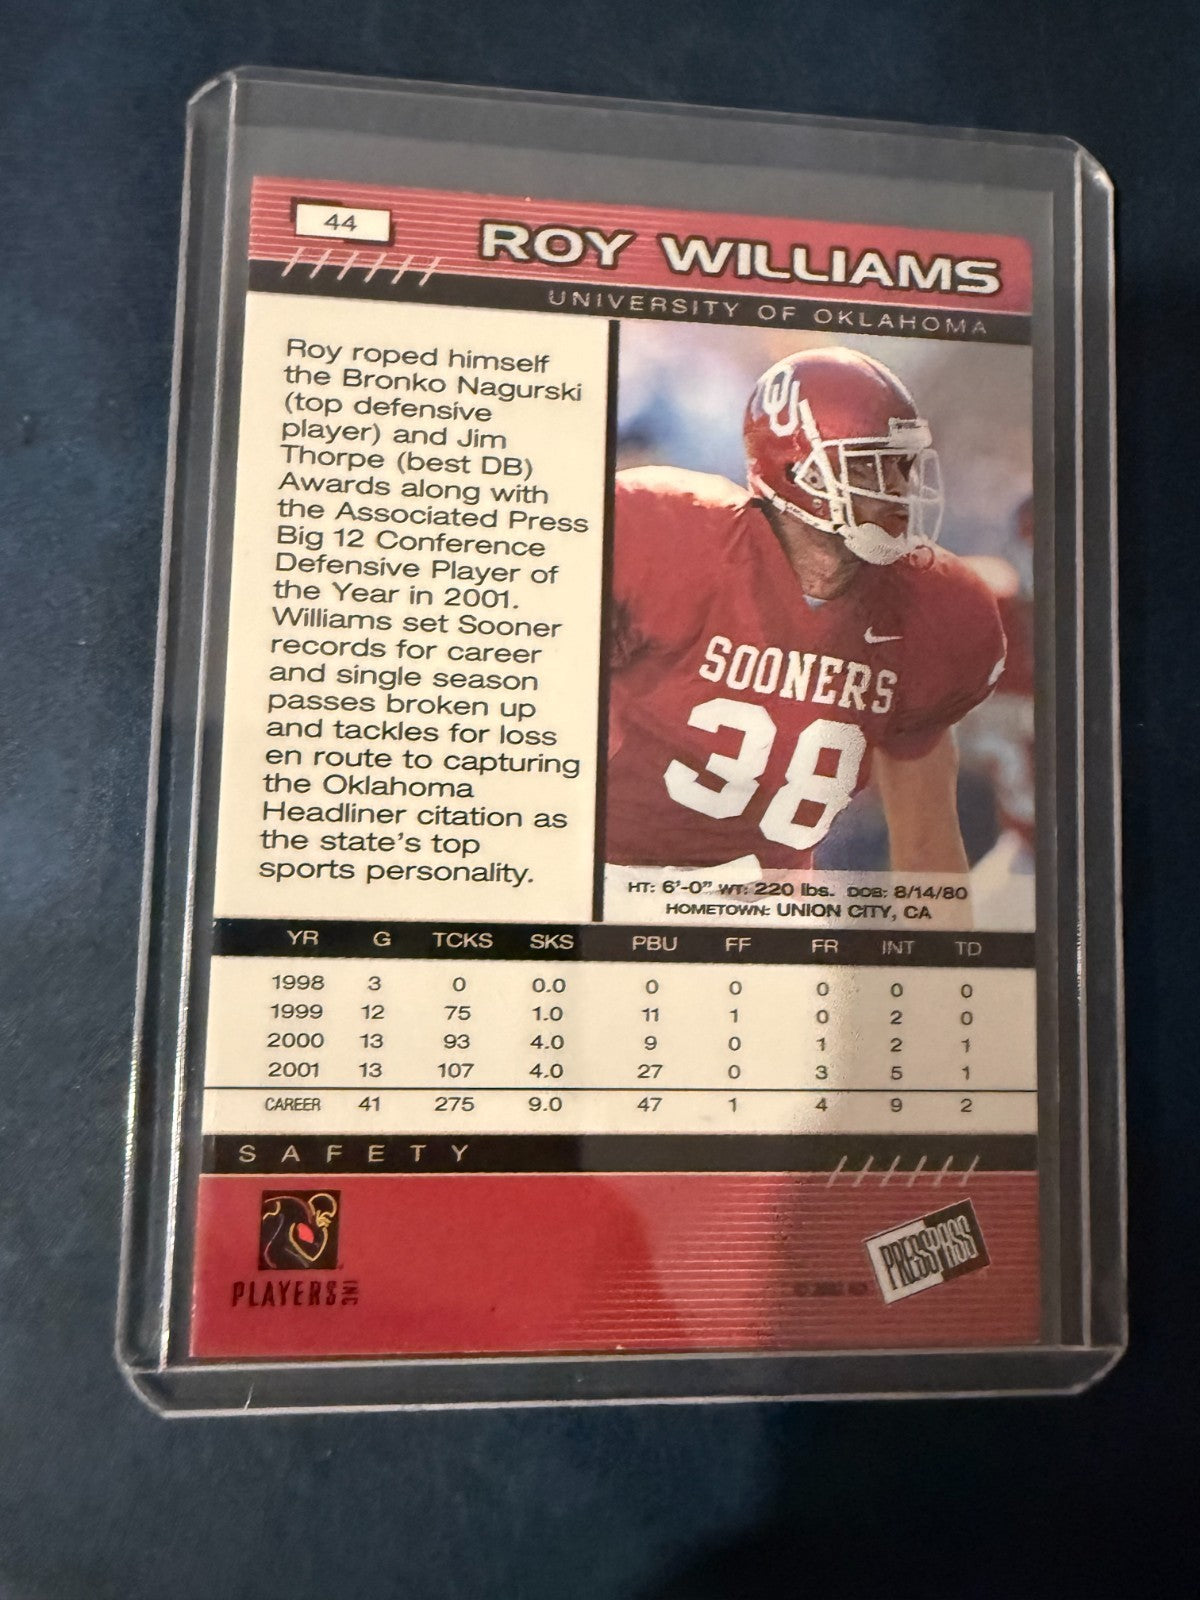 44
ROY WILLIAMS
UNIVERSITY OF OKLAHOMA
Roy roped himself
the Bronko Nagurski
(top defensive
player) and Jim
Thorpe (best DB)
Awards along with
the Associated Press
Big 12 Conference
Defensive Player of
the Year in 2001.
Williams set Sooner
records for career
and single season
passes broken up
and tackles for loss
en route to capturing
the Oklahoma
Headliner citation as
the state's top
sports personality.
OU
SOONERS
38
HT: 6'-0" WT: 220 lbs. DOB: 8/14/80
HOMETOWN: UNION CITY, CA
YR G TCKS SKS PBU FF FR INT TD
1998 3 0 0.0 0 0 0 0 0
1999 12 75 1.0 11 1 0 2 0
2000 13 93 4.0 9 0 1 2 1
2001 13 107 4.0 27 0 3 5 1
CAREER 41 275 9.0 47 1 4 9 2
SAFETY
PLAYERS INC
PRESS PASS